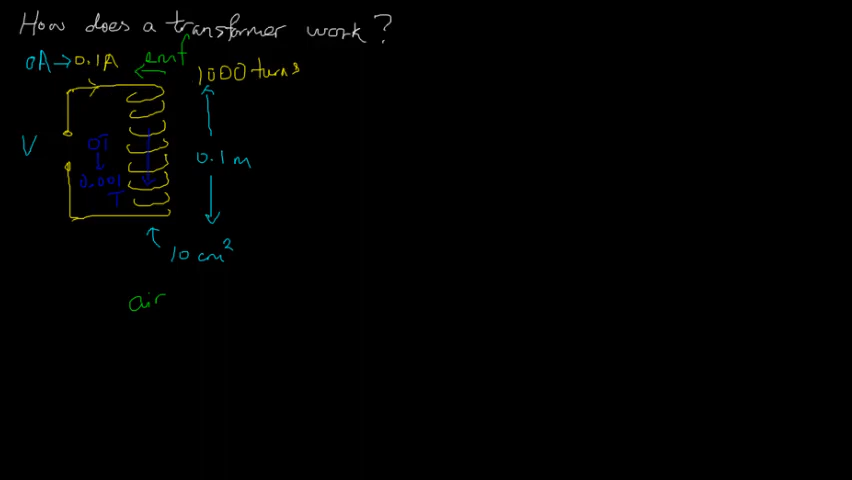 How does a transformer work?
emf
0A→0.1A
1000 turns
V
0T
0.001
T
0.1 m
10 cm²
air